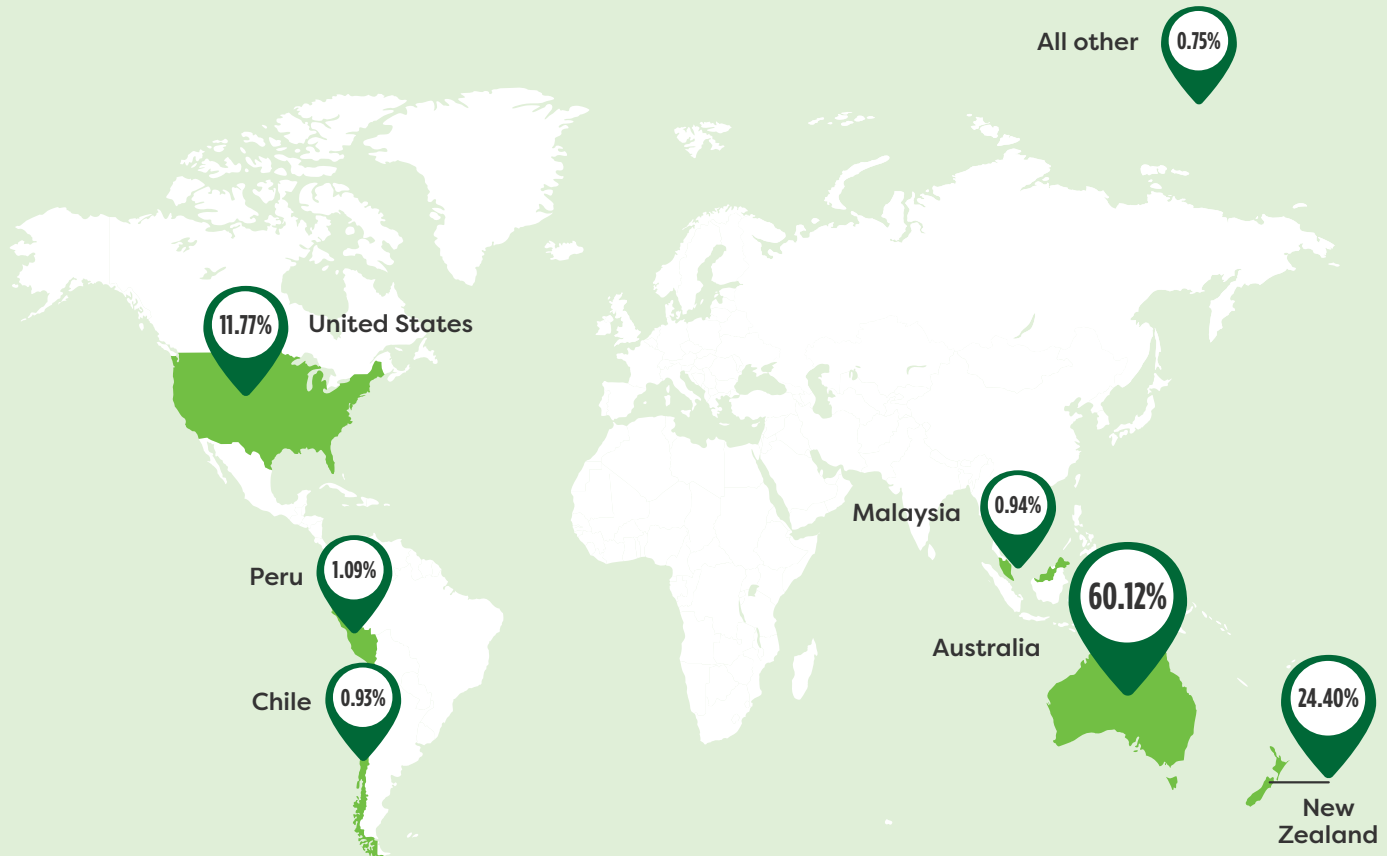 All other
0.75%
11.77%
United States
Malaysia
0.94%
Peru
1.09%
60.12%
Australia
Chile
0.93%
24.40%
New
Zealand